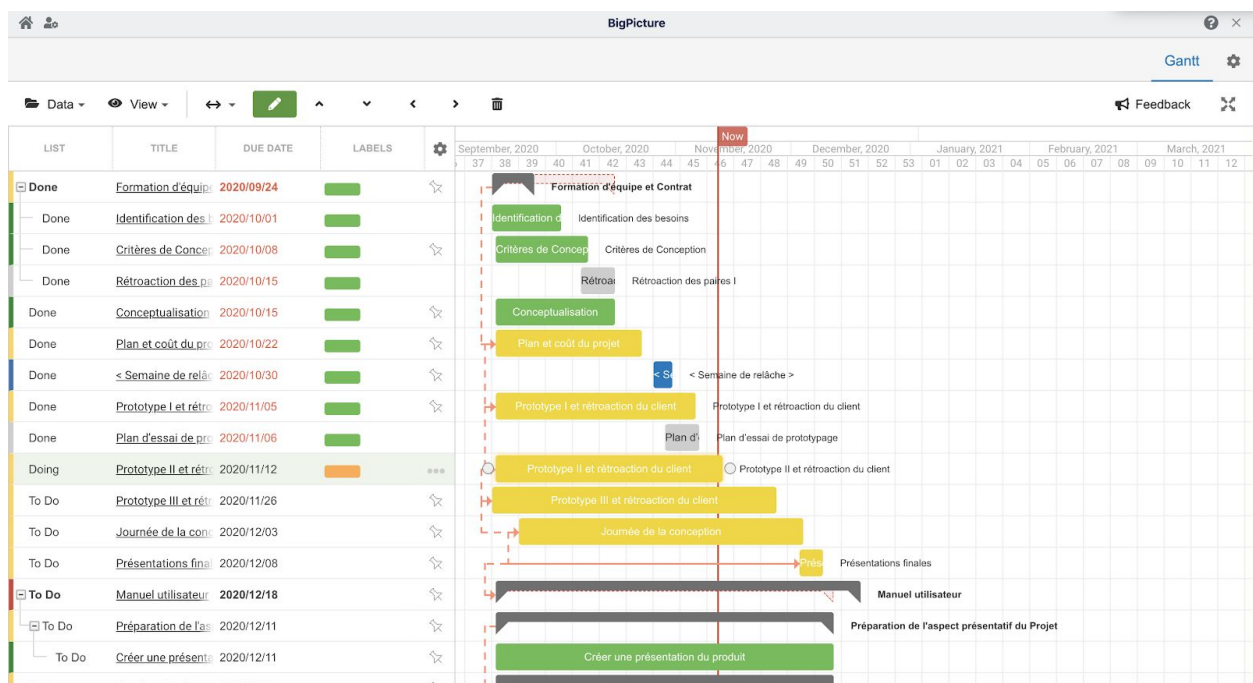 BigPicture
Gantt
Data View Feedback
LIST TITLE DUE DATE LABELS
Now
September, 2020 October, 2020 November, 2020 December, 2020 January, 2021 February, 2021 March, 2021
37 38 39 40 41 42 43 44 45 46 47 48 49 50 51 52 53 01 02 03 04 05 06 07 08 09 10 11 12
Done Formation d'équipe 2020/09/24 Formation d'équipe et Contrat
Done Identification des b 2020/10/01 Identification d Identification des besoins
Done Critères de Concep 2020/10/08 Critères de Concep Critères de Conception
Done Rétroaction des pa 2020/10/15 Rétroa Rétroaction des paires I
Done Conceptualisation 2020/10/15 Conceptualisation
Done Plan et coût du pro 2020/10/22 Plan et coût du projet
Done < Semaine de relâc 2020/10/30 < Se < Semaine de relâche >
Done Prototype I et rétro 2020/11/05 Prototype I et rétroaction du client Prototype I et rétroaction du client
Done Plan d'essai de pro 2020/11/06 Plan d' Plan d'essai de prototypage
Doing Prototype II et rétr 2020/11/12 Prototype II et rétroaction du client Prototype II et rétroaction du client
To Do Prototype III et rétr 2020/11/26 Prototype III et rétroaction du client
To Do Journée de la conc 2020/12/03 Journée de la conception
To Do Présentations final 2020/12/08 Prés Présentations finales
To Do Manuel utilisateur 2020/12/18 Manuel utilisateur
To Do Préparation de l'as 2020/12/11 Préparation de l'aspect présentatif du Projet
To Do Créer une présenta 2020/12/11 Créer une présentation du produit